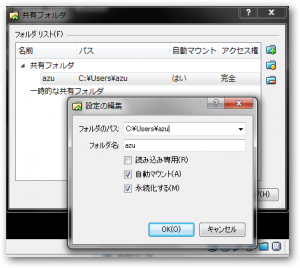 共有フォルダ
フォルダ リスト(F)
名前 パス 自動マウント アクセス権
共有フォルダ
azu C:¥Users¥azu はい 完全
一時的な共有フォルダ
設定の編集
フォルダのパス: C:¥Users¥azu
フォルダ名: azu
読み込み専用(R)
自動マウント(A)
永続化する(M)
OK(O) キャンセル